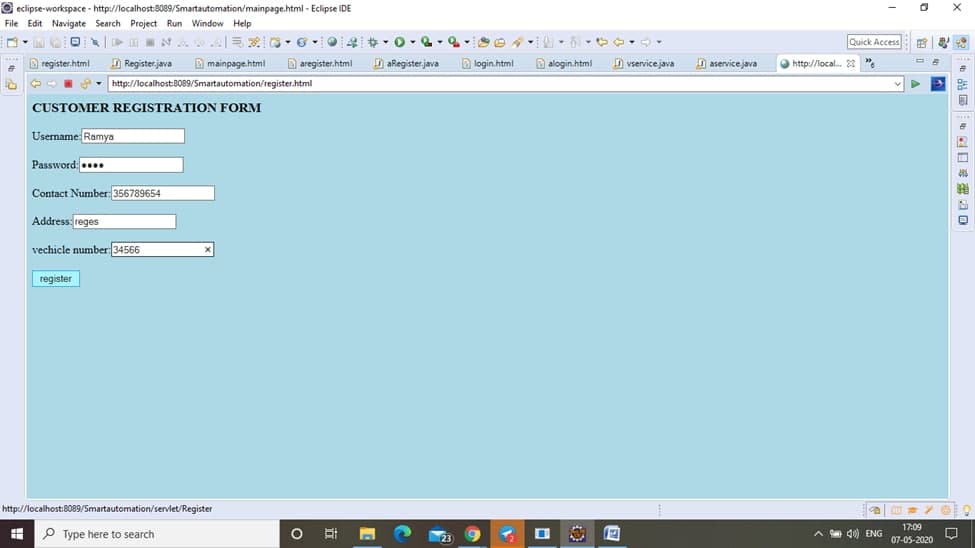 eclipse-workspace - http://localhost:8089/Smartautomation/mainpage.html - Eclipse IDE
File Edit Navigate Search Project Run Window Help
Quick Access
register.html Register.java mainpage.html aregister.html aRegister.java login.html alogin.html vservice.java aservice.java http://local... »6
http://localhost:8089/Smartautomation/register.html
CUSTOMER REGISTRATION FORM
Username: Ramya
Password: ••••
Contact Number: 356789654
Address: reges
vechicle number: 34566 ×
register
http://localhost:8089/Smartautomation/servlet/Register
Type here to search 23 2 ENG 17:09
07-05-2020